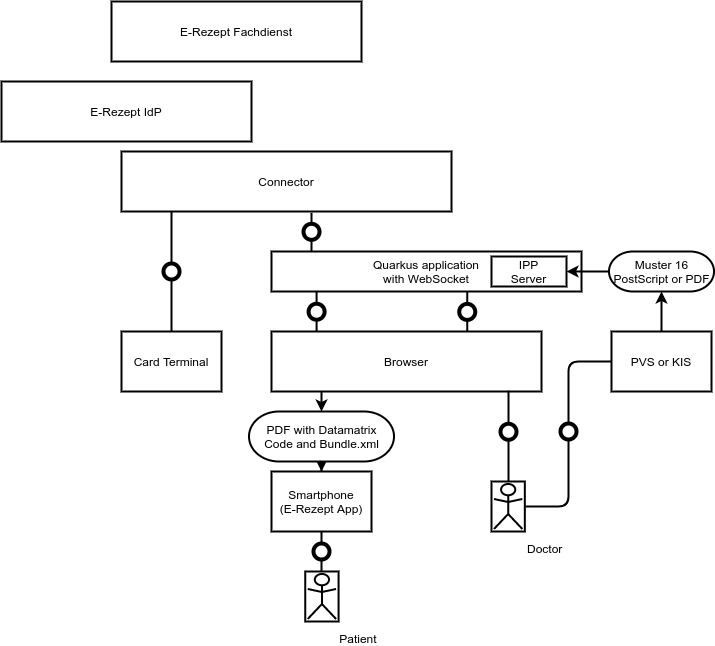 E-Rezept Fachdienst
E-Rezept IdP
Connector
Quarkus application
with WebSocket
IPP
Server
Muster 16
PostScript or PDF
Card Terminal
Browser
PVS or KIS
PDF with Datamatrix
Code and Bundle.xml
Smartphone
(E-Rezept App)
Doctor
Patient